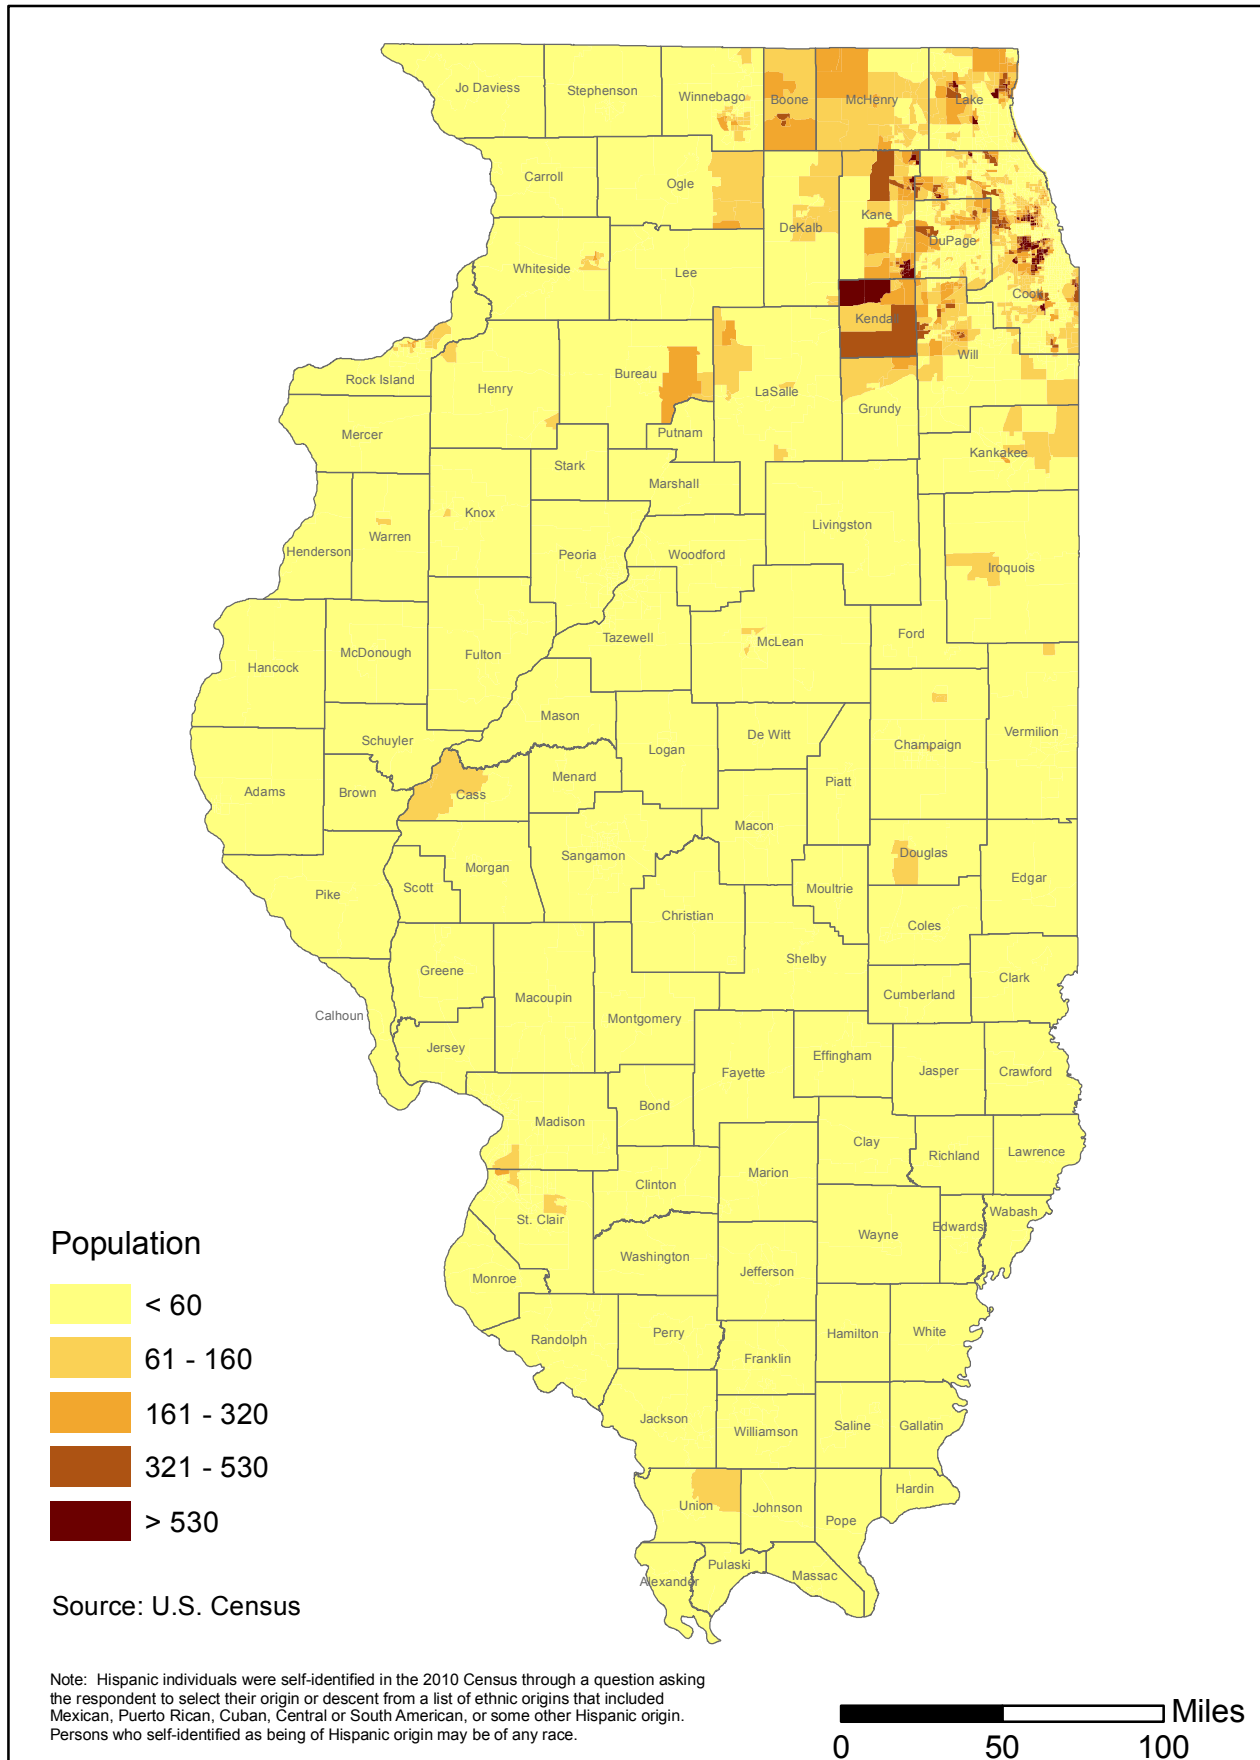 Jo Daviess
Stephenson
Winnebago
Boone
McHenry
Lake
Carroll
Ogle
DeKalb
Kane
DuPage
Cook
Whiteside
Lee
Kendall
Will
Rock Island
Henry
Bureau
LaSalle
Grundy
Mercer
Putnam
Kankakee
Stark
Marshall
Knox
Warren
Henderson
Peoria
Woodford
Livingston
Iroquois
Ford
Tazewell
McLean
Hancock
McDonough
Fulton
Mason
Logan
De Witt
Champaign
Vermilion
Schuyler
Piatt
Menard
Cass
Brown
Adams
Macon
Sangamon
Douglas
Edgar
Morgan
Scott
Pike
Moultrie
Christian
Coles
Shelby
Greene
Clark
Cumberland
Macoupin
Calhoun
Montgomery
Jersey
Effingham
Fayette
Jasper
Crawford
Bond
Madison
Clay
Richland
Lawrence
Marion
Clinton
St. Clair
Wabash
Edwards
Wayne
Washington
Jefferson
Monroe
Randolph
Perry
Hamilton
White
Franklin
Jackson
Williamson
Saline
Gallatin
Hardin
Union
Johnson
Pope
Pulaski
Massac
Alexander
Population
< 60
61 - 160
161 - 320
321 - 530
> 530
Source: U.S. Census
Note: Hispanic individuals were self-identified in the 2010 Census through a question asking
the respondent to select their origin or descent from a list of ethnic origins that included
Mexican, Puerto Rican, Cuban, Central or South American, or some other Hispanic origin.
Persons who self-identified as being of Hispanic origin may be of any race.
Miles
0 50 100